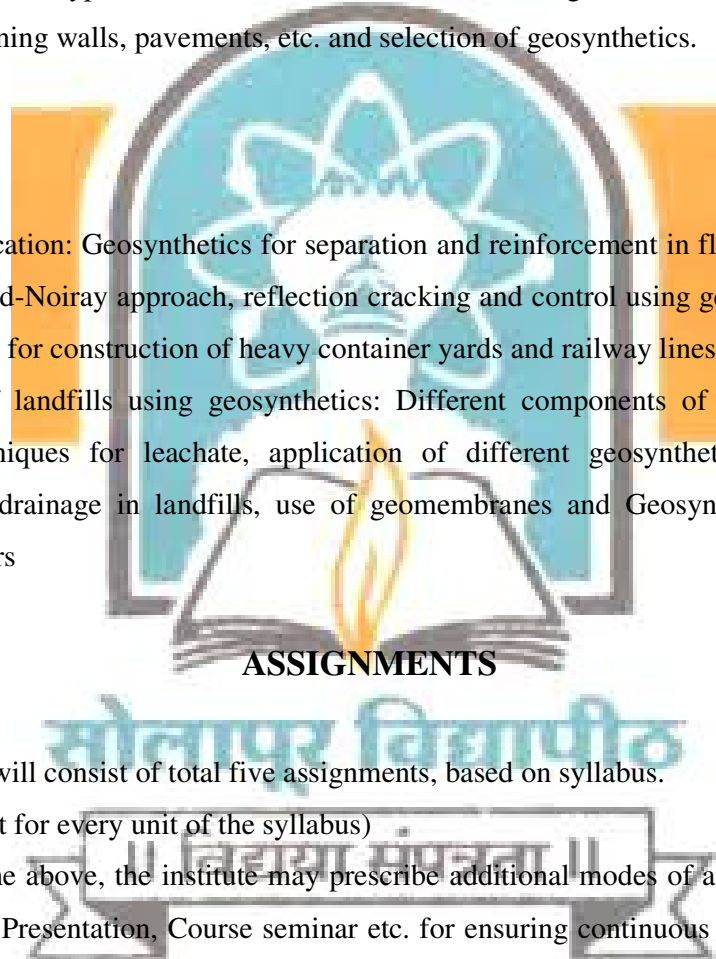 ning walls, pavements, etc. and selection of geosynthetics.
cation: Geosynthetics for separation and reinforcement in fl
d-Noiray approach, reflection cracking and control using ge
for construction of heavy container yards and railway lines
landfills using geosynthetics: Different components of
niques for leachate, application of different geosynthet
drainage in landfills, use of geomembranes and Geosyn
rs
ASSIGNMENTS
सोलापूर विद्यापीठ
will consist of total five assignments, based on syllabus.
t for every unit of the syllabus)
|| विद्यया संपन्नता ||
ne above, the institute may prescribe additional modes of a
Presentation, Course seminar etc. for ensuring continuous